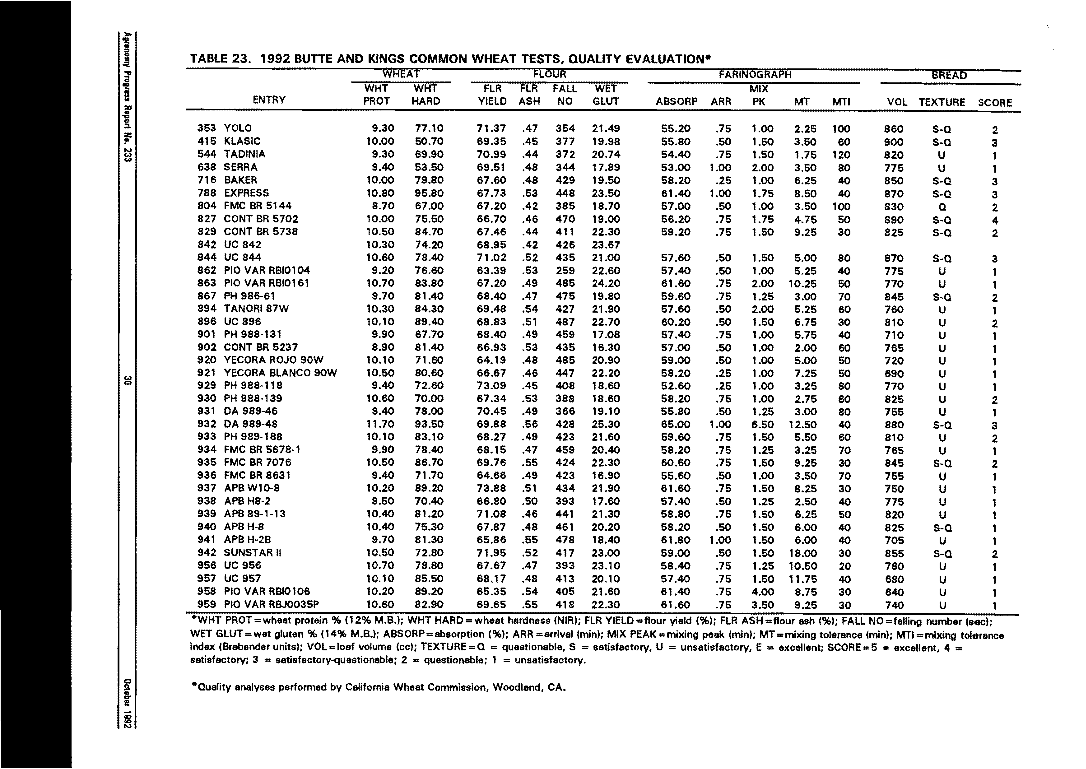 Agronomy Progress Report No. 233
30
October 1992
TABLE 23. 1992 BUTTE AND KINGS COMMON WHEAT TESTS, QUALITY EVALUATION*
WHEAT FLOUR FARINOGRAPH BREAD
WHT WHT FLR FLR FALL WET MIX
ENTRY PROT HARD YIELD ASH NO GLUT ABSORP ARR PK MT MTI VOL TEXTURE SCORE
353 YOLO 9.30 77.10 71.37 .47 354 21.49 55.20 .75 1.00 2.25 100 860 S-Q 2
415 KLASIC 10.00 50.70 69.35 .45 377 19.98 55.80 .50 1.50 3.50 60 900 S-Q 3
544 TADINIA 9.30 69.90 70.99 .44 372 20.74 54.40 .75 1.50 1.75 120 820 U 1
638 SERRA 9.40 53.50 69.51 .48 344 17.89 53.00 1.00 2.00 3.50 80 775 U 1
716 BAKER 10.00 79.80 67.60 .48 429 19.50 58.20 .25 1.00 6.25 40 850 S-Q 3
788 EXPRESS 10.80 95.80 67.73 .53 448 23.50 61.40 1.00 1.75 8.50 40 870 S-Q 3
804 FMC BR 5144 8.70 67.00 67.20 .42 385 18.70 57.00 .50 1.00 3.50 100 830 Q 2
827 CONT BR 5702 10.00 75.50 66.70 .46 470 19.00 56.20 .75 1.75 4.75 50 890 S-Q 4
829 CONT BR 5738 10.50 84.70 67.46 .44 411 22.30 59.20 .75 1.50 9.25 30 825 S-Q 2
842 UC 842 10.30 74.20 68.95 .42 426 23.67
844 UC 844 10.60 78.40 71.02 .52 435 21.00 57.60 .50 1.50 5.00 80 870 S-Q 3
862 PIO VAR RBI0104 9.20 76.60 63.39 .53 259 22.60 57.40 .50 1.00 5.25 40 775 U 1
863 PIO VAR RBI0161 10.70 83.80 67.20 .49 485 24.20 61.60 .75 2.00 10.25 50 770 U 1
867 PH 986-61 9.70 81.40 68.40 .47 475 19.80 59.60 .75 1.25 3.00 70 845 S-Q 2
894 TANORI 87W 10.30 84.30 69.48 .54 427 21.90 57.60 .50 2.00 5.25 60 760 U 1
896 UC 896 10.10 89.40 68.83 .51 487 22.70 60.20 .50 1.50 6.75 30 810 U 2
901 PH 988-131 9.90 67.70 68.40 .49 459 17.08 57.40 .75 1.00 5.75 40 710 U 1
902 CONT BR 5237 8.90 81.40 66.93 .53 435 16.30 57.00 .50 1.00 2.00 60 765 U 1
920 YECORA ROJO 90W 10.10 71.60 64.19 .48 485 20.90 59.00 .50 1.00 5.00 50 720 U 1
921 YECORA BLANCO 90W 10.50 80.60 66.67 .46 447 22.20 58.20 .25 1.00 7.25 50 690 U 1
929 PH 988-118 9.40 72.60 73.09 .45 408 18.60 52.60 .25 1.00 3.25 80 770 U 1
930 PH 988-139 10.60 70.00 67.34 .53 388 18.60 58.20 .75 1.00 2.75 60 825 U 2
931 DA 989-46 9.40 78.00 70.45 .49 366 19.10 55.80 .50 1.25 3.00 80 755 U 1
932 DA 989-48 11.70 93.50 69.88 .56 428 25.30 65.00 1.00 6.50 12.50 40 880 S-Q 3
933 PH 989-188 10.10 83.10 68.27 .49 423 21.60 59.60 .75 1.50 5.50 60 810 U 2
934 FMC BR 5678-1 9.90 78.40 68.15 .47 459 20.40 58.20 .75 1.25 3.25 70 765 U 1
935 FMC BR 7076 10.50 86.70 69.76 .55 424 22.30 60.60 .75 1.50 9.25 30 845 S-Q 2
936 FMC BR 8631 9.40 71.70 64.66 .49 423 16.90 55.60 .50 1.00 3.50 70 755 U 1
937 APB W10-8 10.20 89.20 73.88 .51 434 21.90 61.60 .75 1.50 8.25 30 750 U 1
938 APB H8-2 9.50 70.40 66.80 .50 393 17.60 57.40 .50 1.25 2.50 40 775 U 1
939 APB 89-1-13 10.40 81.20 71.08 .46 441 21.30 58.80 .75 1.50 6.25 50 820 U 1
940 APB H-8 10.40 75.30 67.87 .48 461 20.20 58.20 .50 1.50 6.00 40 825 S-Q 1
941 APB H-2B 9.70 81.30 65.86 .55 478 18.40 61.80 1.00 1.50 6.00 40 705 U 1
942 SUNSTAR II 10.50 72.80 71.95 .52 417 23.00 59.00 .50 1.50 18.00 30 855 S-Q 2
956 UC 956 10.70 79.80 67.67 .47 393 23.10 58.40 .75 1.25 10.50 20 780 U 1
957 UC 957 10.10 85.50 68.17 .48 413 20.10 57.40 .75 1.50 11.75 40 680 U 1
958 PIO VAR RBI0106 10.20 89.20 65.35 .54 405 21.60 61.40 .75 4.00 8.75 30 640 U 1
959 PIO VAR RBJ0035P 10.60 82.90 69.65 .55 418 22.30 61.60 .75 3.50 9.25 30 740 U 1
*WHT PROT=wheat protein % (12% M.B.); WHT HARD=wheat hardness (NIR); FLR YIELD=flour yield (%); FLR ASH=flour ash (%); FALL NO=felling number (sec);
WET GLUT=wet gluten % (14% M.B.); ABSORP=absorption (%); ARR=arrival (min); MIX PEAK=mixing peak (min); MT=mixing tolerance (min); MTI=mixing tolerance
index (Brabender units); VOL=loaf volume (cc); TEXTURE=Q = questionable, S = satisfactory, U = unsatisfactory, E = excellent; SCORE=5 = excellent, 4 =
satisfactory; 3 = satisfactory-questionable; 2 = questionable; 1 = unsatisfactory.
*Quality analyses performed by California Wheat Commission, Woodland, CA.